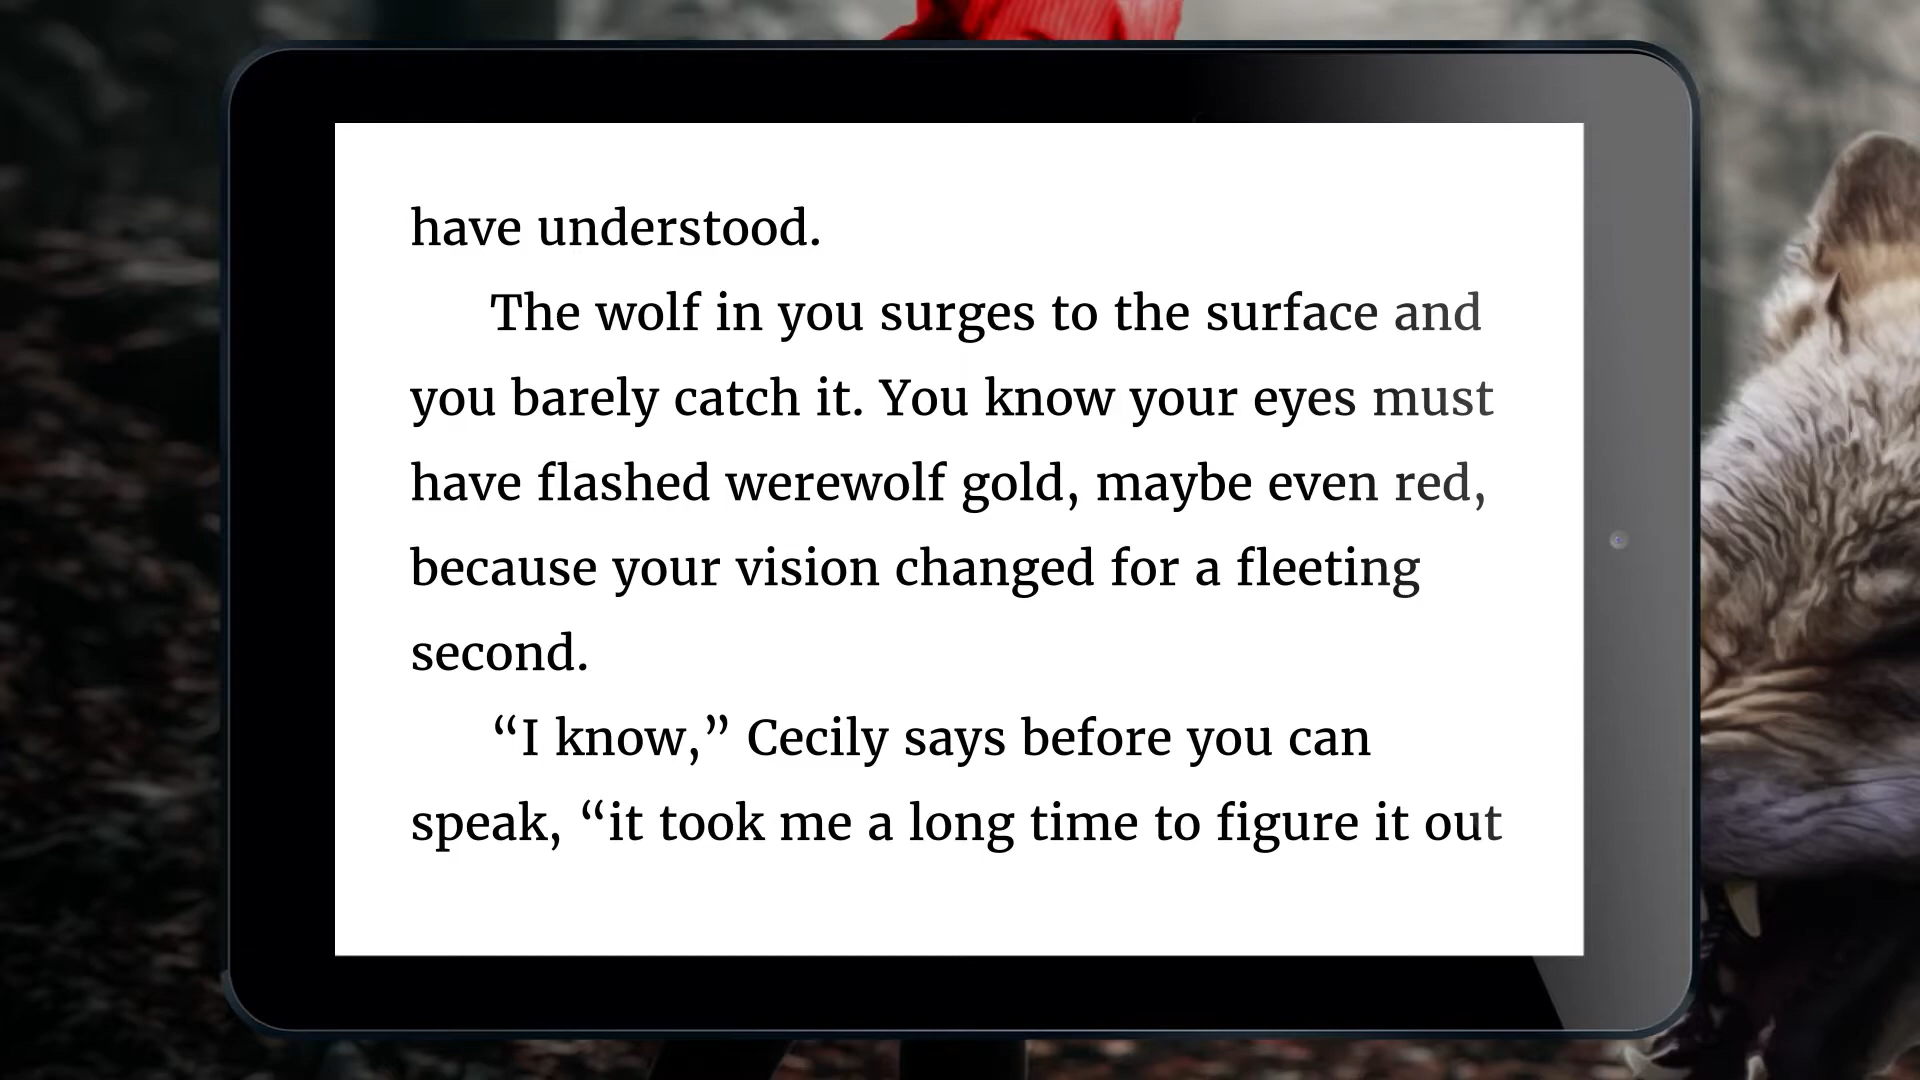 have understood.
The wolf in you surges to the surface and
you barely catch it. You know your eyes must
have flashed werewolf gold, maybe even red,
because your vision changed for a fleeting
second.
“I know,” Cecily says before you can
speak, “it took me a long time to figure it out